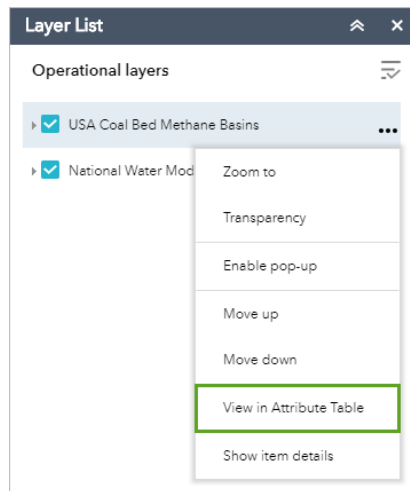 Layer List
Operational layers
USA Coal Bed Methane Basins
National Water Mod
Zoom to
Transparency
Enable pop-up
Move up
Move down
View in Attribute Table
Show item details